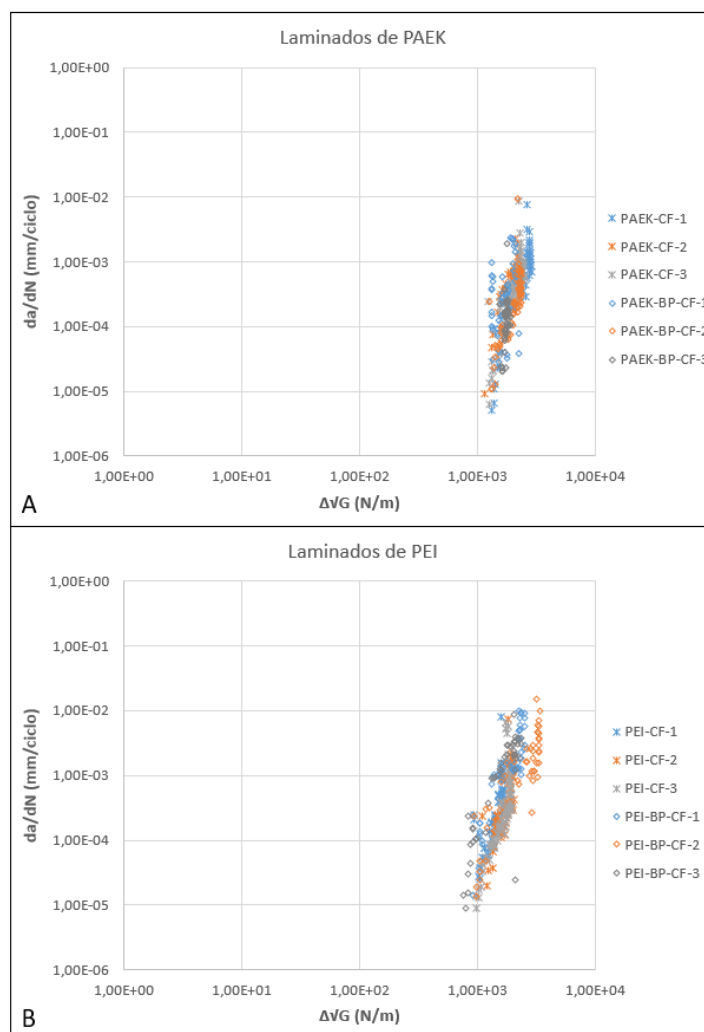 Laminados de PAEK
1,00E+00
1,00E-01
1,00E-02
1,00E-03
1,00E-04
1,00E-05
1,00E-06
da/dN (mm/ciclo)
1,00E+00 1,00E+01 1,00E+02 1,00E+03 1,00E+04
Δ√G (N/m)
PAEK-CF-1
PAEK-CF-2
PAEK-CF-3
PAEK-BP-CF-1
PAEK-BP-CF-2
PAEK-BP-CF-3
A
Laminados de PEI
1,00E+00
1,00E-01
1,00E-02
1,00E-03
1,00E-04
1,00E-05
1,00E-06
da/dN (mm/ciclo)
1,00E+00 1,00E+01 1,00E+02 1,00E+03 1,00E+04
Δ√G (N/m)
PEI-CF-1
PEI-CF-2
PEI-CF-3
PEI-BP-CF-1
PEI-BP-CF-2
PEI-BP-CF-3
B